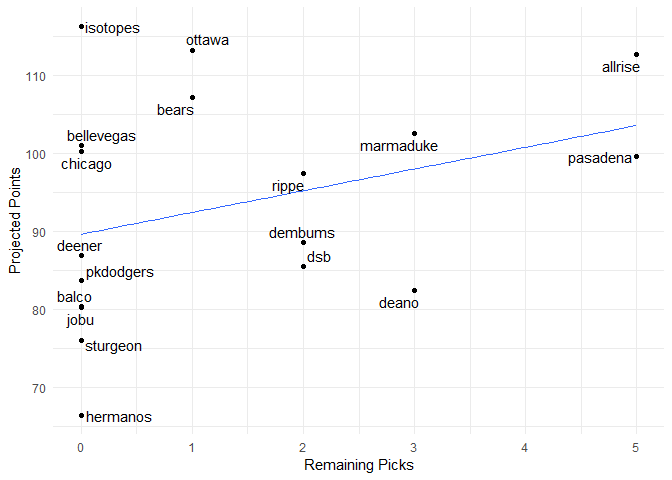 isotopes
ottawa
allrise
bears
bellevegas
marmaduke
chicago
pasadena
rippe
dembums
deener
dsb
pkdodgers
balco
deano
jobu
sturgeon
hermanos
Projected Points
110
100
90
80
70
0 1 2 3 4 5
Remaining Picks